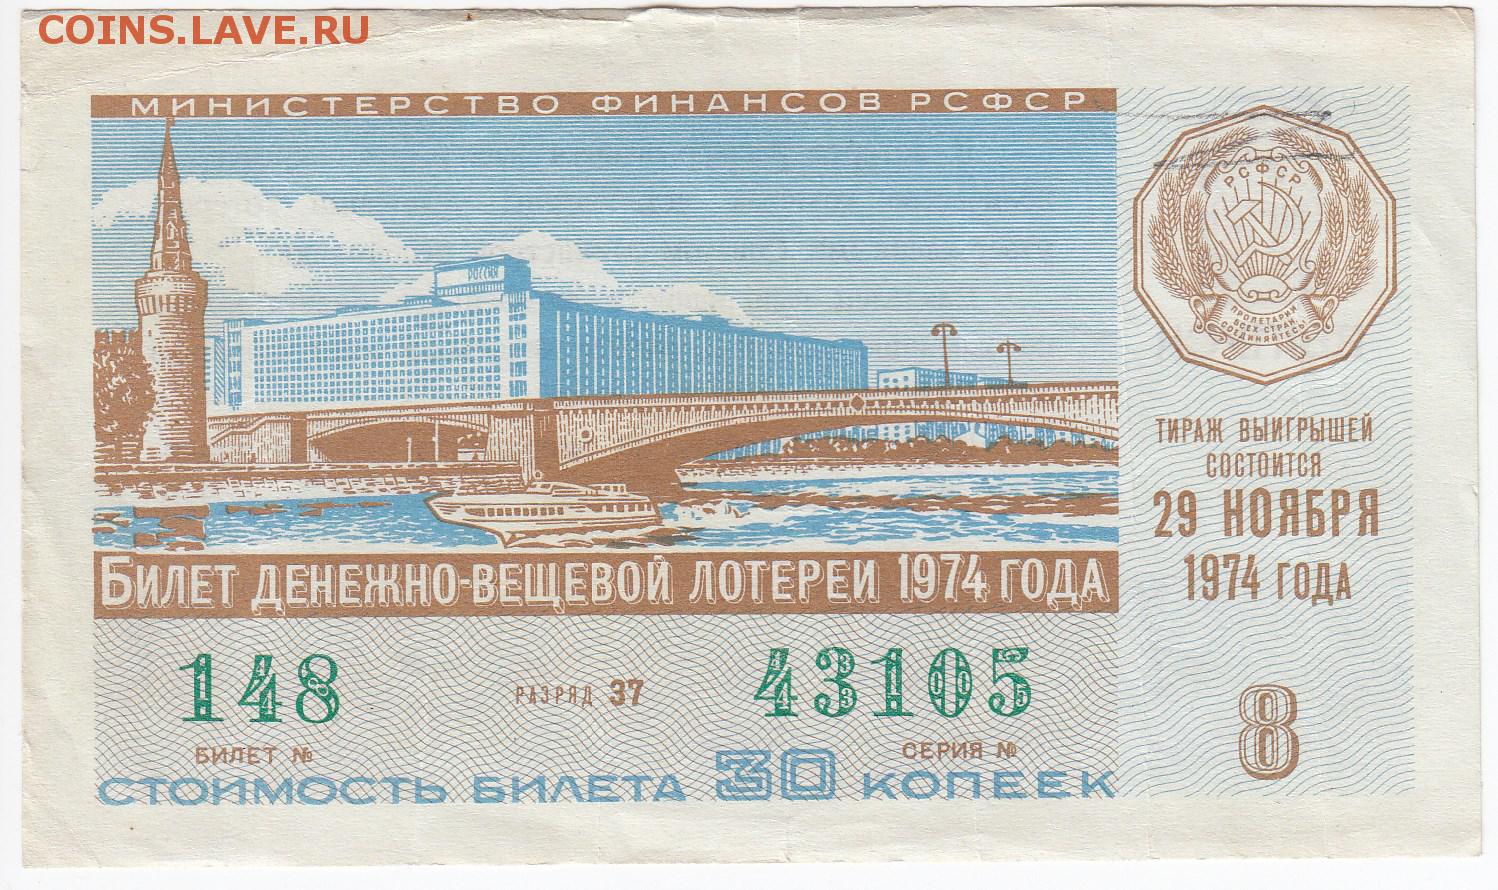 COINS.LAVE.RU
МИНИСТЕРСТВО ФИНАНСОВ РСФСР
РОССИЯ
РСФСР
ПРОЛЕТАРИИ
ВСЕХ СТРАН,
СОЕДИНЯЙТЕСЬ!
ТИРАЖ ВЫИГРЫШЕЙ
СОСТОИТСЯ
29 НОЯБРЯ
1974 ГОДА
БИЛЕТ ДЕНЕЖНО-ВЕЩЕВОЙ ЛОТЕРЕИ 1974 ГОДА
148 РАЗРЯД 37 43105
БИЛЕТ № СЕРИЯ №
8
СТОИМОСТЬ БИЛЕТА 30 КОПЕЕК